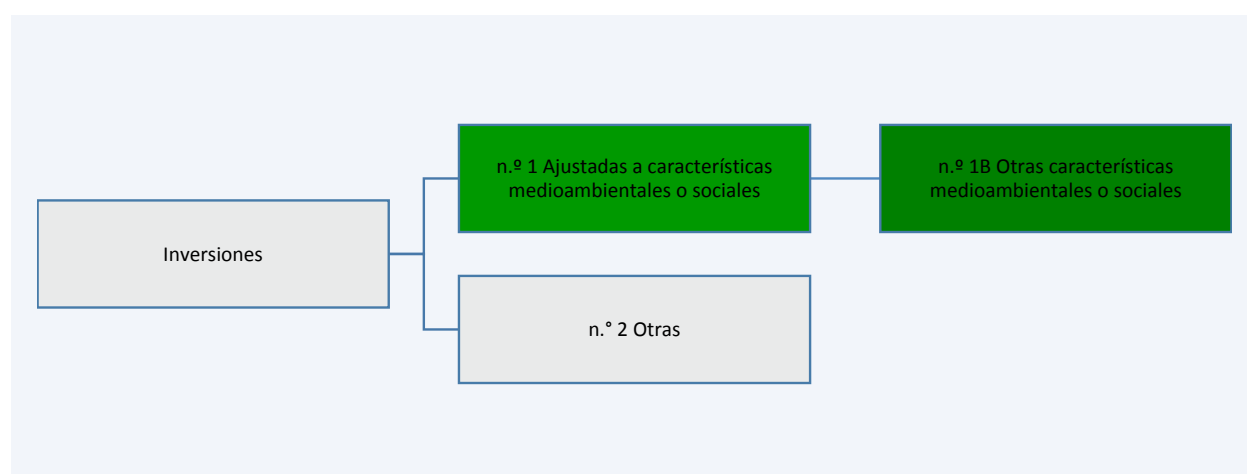 n.º 1 Ajustadas a características
medioambientales o sociales
n.º 1B Otras características
medioambientales o sociales
Inversiones
n.° 2 Otras